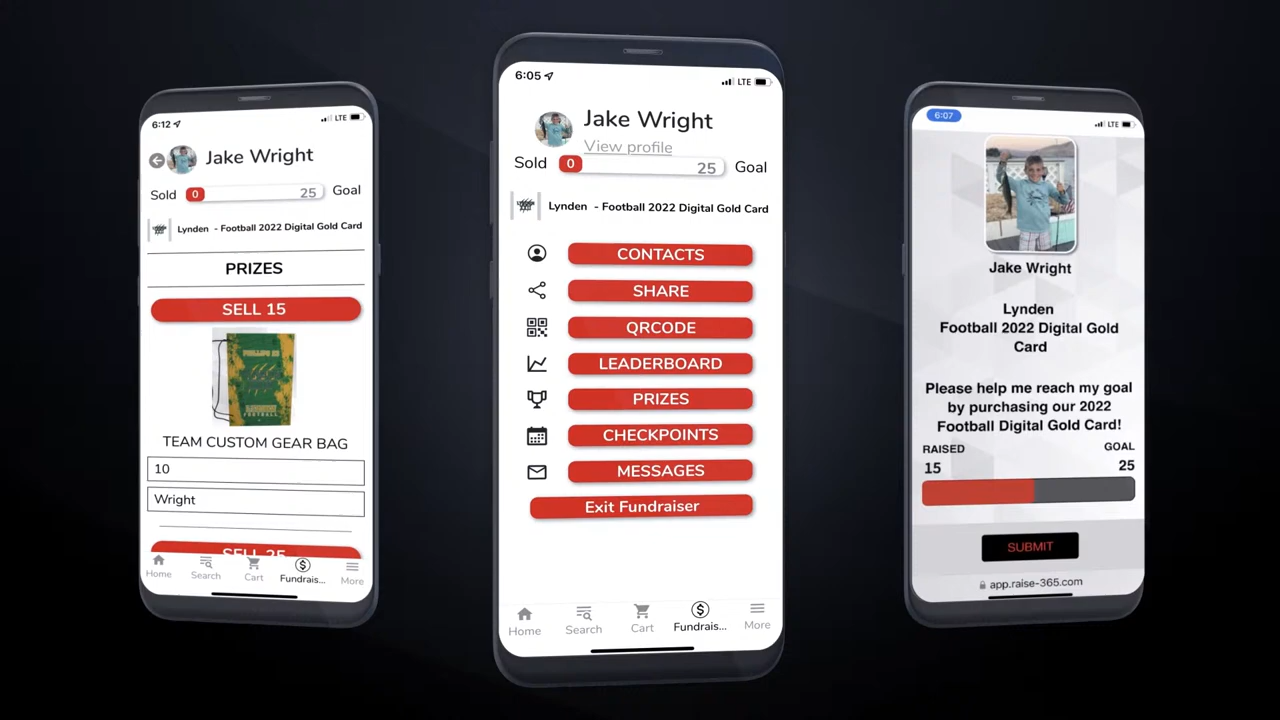 6:12
LTE
Jake Wright
Sold 0 25 Goal
Lynden - Football 2022 Digital Gold Card
PRIZES
SELL 15
FOOTBALL
TEAM CUSTOM GEAR BAG
10
Wright
SELL 25
Home Search Cart Fundrais... More
6:05
LTE
Jake Wright
View profile
Sold 0 25 Goal
Lynden - Football 2022 Digital Gold Card
CONTACTS
SHARE
QRCODE
LEADERBOARD
PRIZES
CHECKPOINTS
MESSAGES
Exit Fundraiser
Home Search Cart Fundrais... More
6:07
LTE
Jake Wright
Lynden
Football 2022 Digital Gold
Card
Please help me reach my goal
by purchasing our 2022
Football Digital Gold Card!
RAISED GOAL
15 25
SUBMIT
app.raise-365.com